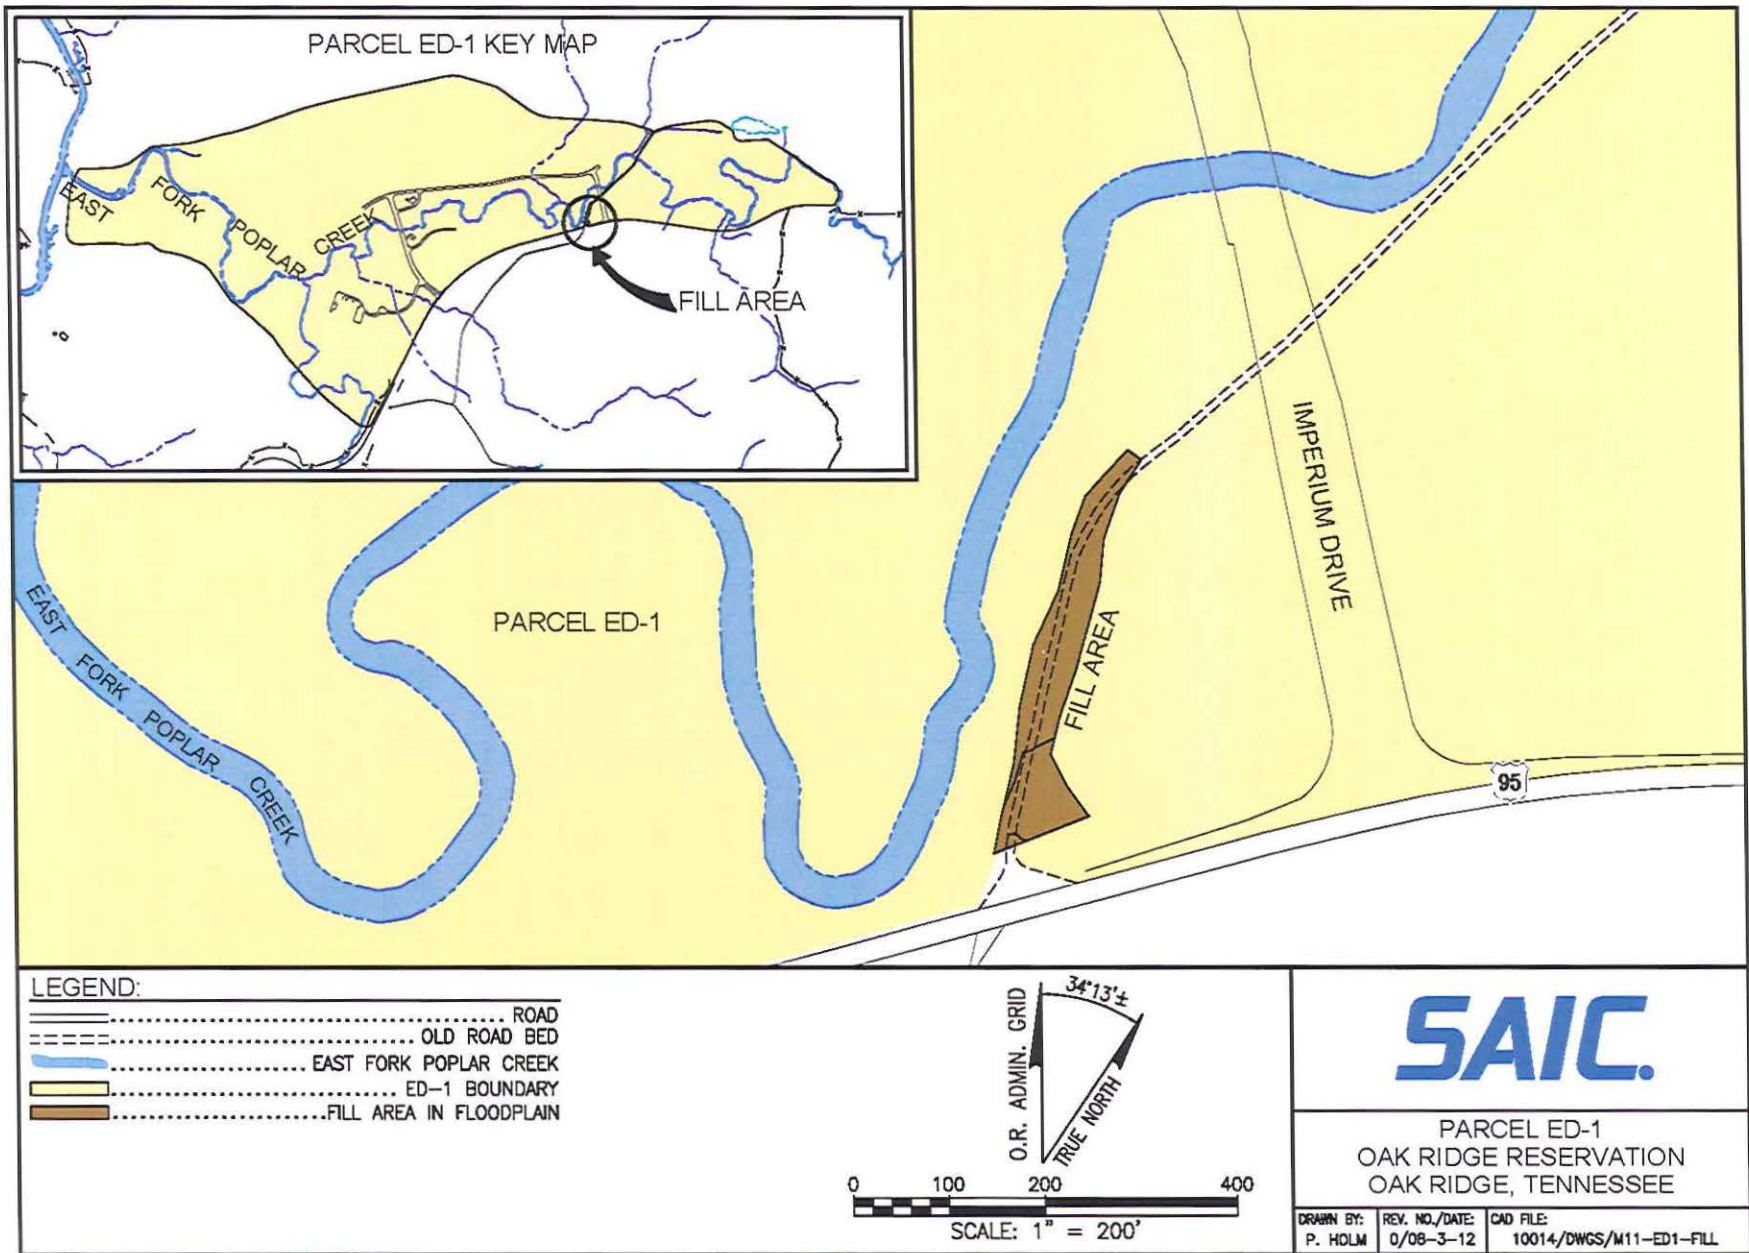 PARCEL ED-1 KEY MAP
EAST FORK POPLAR CREEK
FILL AREA
PARCEL ED-1
EAST FORK POPLAR CREEK
FILL AREA
IMPERIUM DRIVE
95
LEGEND:
ROAD
OLD ROAD BED
EAST FORK POPLAR CREEK
ED-1 BOUNDARY
FILL AREA IN FLOODPLAIN
O.R. ADMIN. GRID
34°13'±
TRUE NORTH
0 100 200 400
SCALE: 1" = 200'
SAIC.
PARCEL ED-1
OAK RIDGE RESERVATION
OAK RIDGE, TENNESSEE
DRAWN BY: REV. NO./DATE: CAD FILE:
P. HOLM 0/08-3-12 10014/DWGS/M11-ED1-FILL